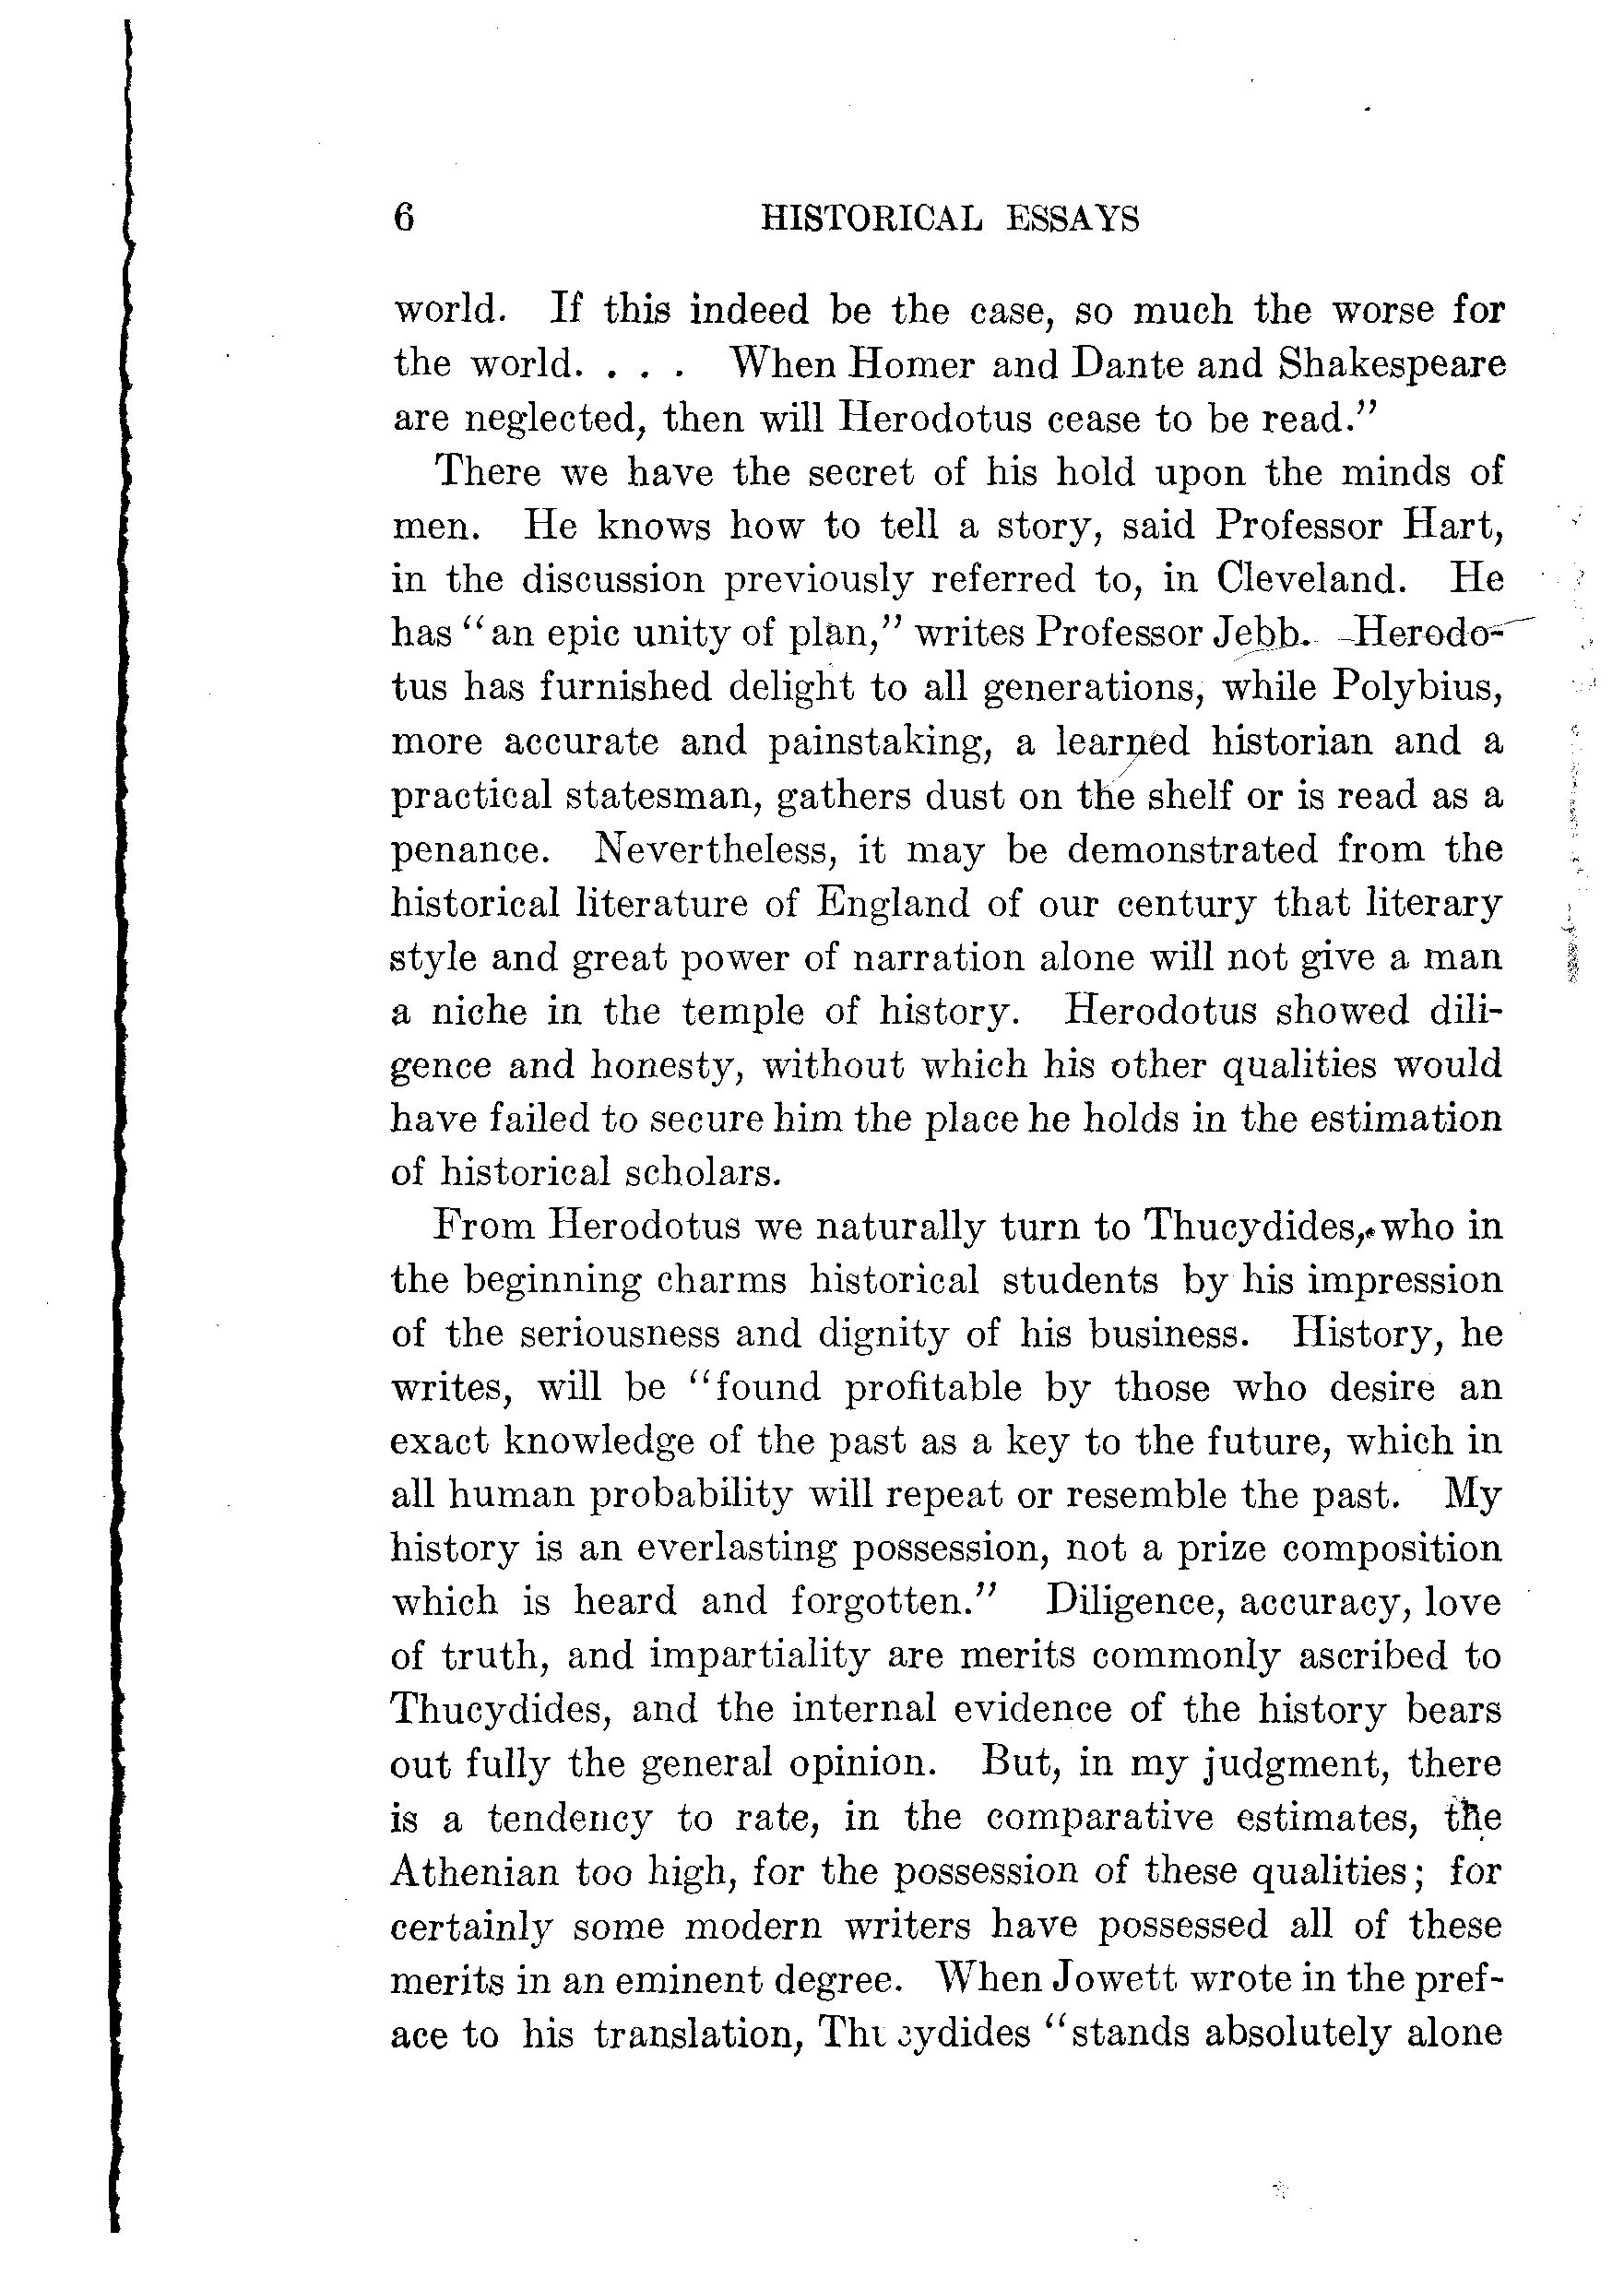 6 HISTORICAL ESSAYS
world. If this indeed be the case, so much the worse for
the world. . . . When Homer and Dante and Shakespeare
are neglected, then will Herodotus cease to be read."
There we have the secret of his hold upon the minds of
men. He knows how to tell a story, said Professor Hart,
in the discussion previously referred to, in Cleveland. He
has "an epic unity of plan," writes Professor Jebb. Herodo-
tus has furnished delight to all generations, while Polybius,
more accurate and painstaking, a learned historian and a
practical statesman, gathers dust on the shelf or is read as a
penance. Nevertheless, it may be demonstrated from the
historical literature of England of our century that literary
style and great power of narration alone will not give a man
a niche in the temple of history. Herodotus showed dili-
gence and honesty, without which his other qualities would
have failed to secure him the place he holds in the estimation
of historical scholars.
From Herodotus we naturally turn to Thucydides, who in
the beginning charms historical students by his impression
of the seriousness and dignity of his business. History, he
writes, will be "found profitable by those who desire an
exact knowledge of the past as a key to the future, which in
all human probability will repeat or resemble the past. My
history is an everlasting possession, not a prize composition
which is heard and forgotten." Diligence, accuracy, love
of truth, and impartiality are merits commonly ascribed to
Thucydides, and the internal evidence of the history bears
out fully the general opinion. But, in my judgment, there
is a tendency to rate, in the comparative estimates, the
Athenian too high, for the possession of these qualities; for
certainly some modern writers have possessed all of these
merits in an eminent degree. When Jowett wrote in the pref-
ace to his translation, Thucydides "stands absolutely alone